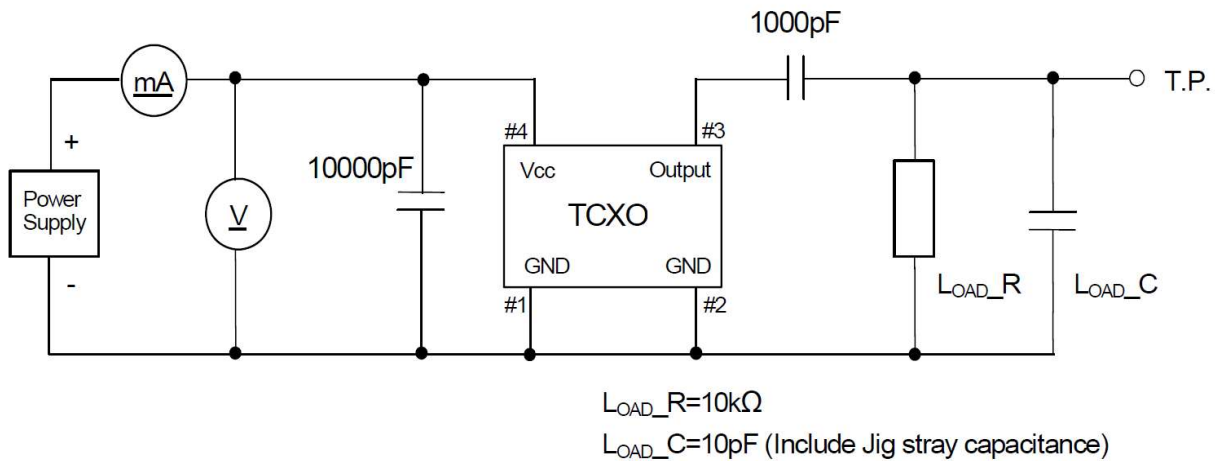 1000pF
mA
T.P.
#4
#3
+
10000pF
Vcc
Output
Power
Supply
V
TCXO
-
GND
GND
LOAD_R
LOAD_C
#1
#2
LOAD_R=10kΩ
LOAD_C=10pF (Include Jig stray capacitance)